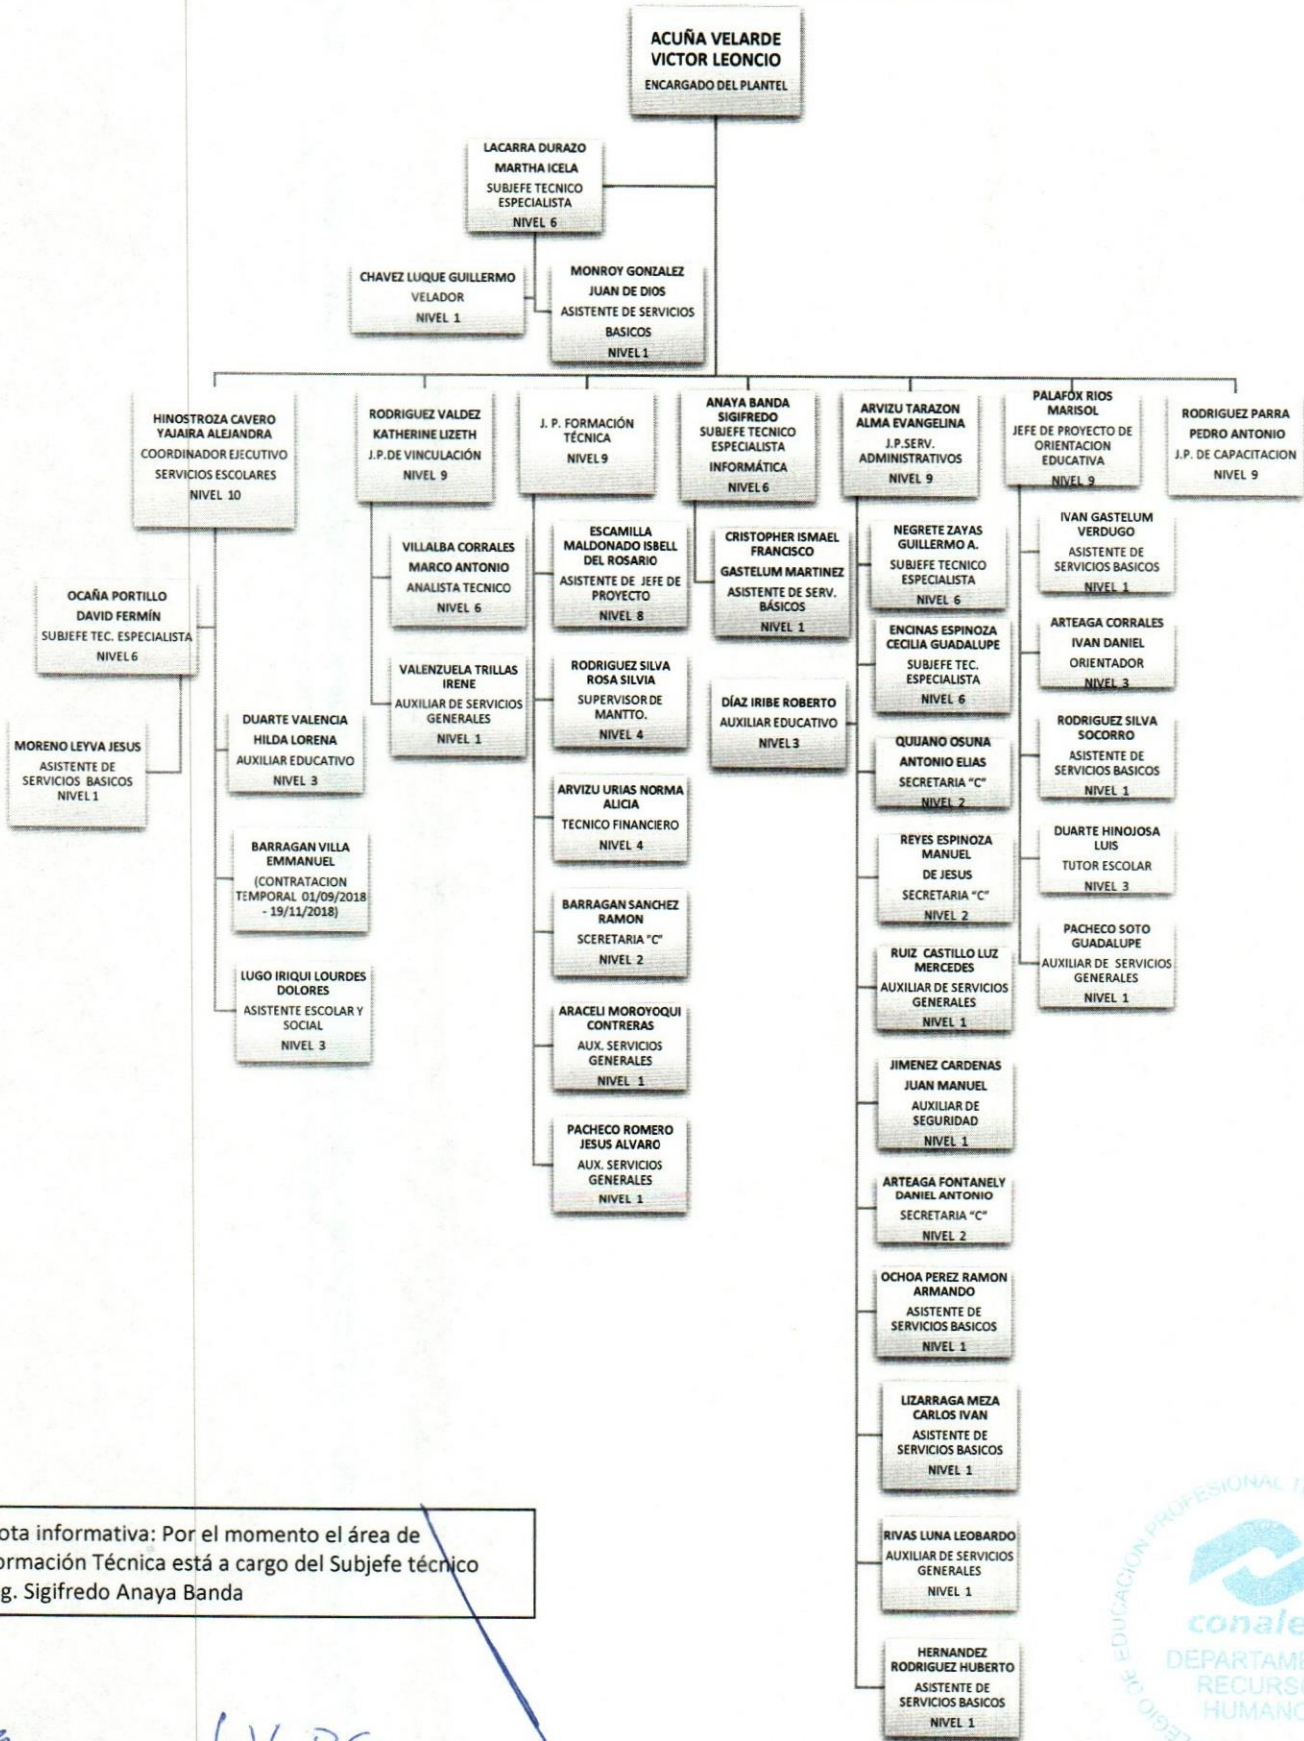 ACUÑA VELARDE
VICTOR LEONCIO
ENCARGADO DEL PLANTEL
LACARRA DURAZO
MARTHA ICELA
SUBJEFE TECNICO
ESPECIALISTA
NIVEL 6
CHAVEZ LUQUE GUILLERMO
VELADOR
NIVEL 1
MONROY GONZALEZ
JUAN DE DIOS
ASISTENTE DE SERVICIOS
BASICOS
NIVEL 1
HINOSTROZA CAVERO
YAJAIRA ALEJANDRA
COORDINADOR EJECUTIVO
SERVICIOS ESCOLARES
NIVEL 10
OCAÑA PORTILLO
DAVID FERMÍN
SUBJEFE TEC. ESPECIALISTA
NIVEL 6
MORENO LEYVA JESUS
ASISTENTE DE
SERVICIOS BASICOS
NIVEL 1
DUARTE VALENCIA
HILDA LORENA
AUXILIAR EDUCATIVO
NIVEL 3
BARRAGAN VILLA
EMMANUEL
(CONTRATACION
TEMPORAL 01/09/2018
- 19/11/2018)
LUGO IRIQUI LOURDES
DOLORES
ASISTENTE ESCOLAR Y
SOCIAL
NIVEL 3
RODRIGUEZ VALDEZ
KATHERINE LIZETH
J.P.DE VINCULACIÓN
NIVEL 9
VILLALBA CORRALES
MARCO ANTONIO
ANALISTA TECNICO
NIVEL 6
VALENZUELA TRILLAS
IRENE
AUXILIAR DE SERVICIOS
GENERALES
NIVEL 1
J. P. FORMACIÓN
TÉCNICA
NIVEL 9
ESCAMILLA
MALDONADO ISBELL
DEL ROSARIO
ASISTENTE DE JEFE DE
PROYECTO
NIVEL 8
RODRIGUEZ SILVA
ROSA SILVIA
SUPERVISOR DE
MANTTO.
NIVEL 4
ARVIZU URIAS NORMA
ALICIA
TECNICO FINANCIERO
NIVEL 4
BARRAGAN SANCHEZ
RAMON
SCERETARIA "C"
NIVEL 2
ARACELI MOROYOQUI
CONTRERAS
AUX. SERVICIOS
GENERALES
NIVEL 1
PACHECO ROMERO
JESUS ALVARO
AUX. SERVICIOS
GENERALES
NIVEL 1
ANAYA BANDA
SIGIFREDO
SUBJEFE TECNICO
ESPECIALISTA
INFORMÁTICA
NIVEL 6
CRISTOPHER ISMAEL
FRANCISCO
GASTELUM MARTINEZ
ASISTENTE DE SERV.
BÁSICOS
NIVEL 1
DÍAZ IRIBE ROBERTO
AUXILIAR EDUCATIVO
NIVEL 3
ARVIZU TARAZON
ALMA EVANGELINA
J.P.SERV.
ADMINISTRATIVOS
NIVEL 9
NEGRETE ZAYAS
GUILLERMO A.
SUBJEFE TECNICO
ESPECIALISTA
NIVEL 6
ENCINAS ESPINOZA
CECILIA GUADALUPE
SUBJEFE TEC.
ESPECIALISTA
NIVEL 6
QUIJANO OSUNA
ANTONIO ELIAS
SECRETARIA "C"
NIVEL 2
REYES ESPINOZA
MANUEL
DE JESUS
SECRETARIA "C"
NIVEL 2
RUIZ CASTILLO LUZ
MERCEDES
AUXILIAR DE SERVICIOS
GENERALES
NIVEL 1
JIMENEZ CARDENAS
JUAN MANUEL
AUXILIAR DE
SEGURIDAD
NIVEL 1
ARTEAGA FONTANELY
DANIEL ANTONIO
SECRETARIA "C"
NIVEL 2
OCHOA PEREZ RAMON
ARMANDO
ASISTENTE DE
SERVICIOS BASICOS
NIVEL 1
LIZARRAGA MEZA
CARLOS IVAN
ASISTENTE DE
SERVICIOS BASICOS
NIVEL 1
RIVAS LUNA LEOBARDO
AUXILIAR DE SERVICIOS
GENERALES
NIVEL 1
HERNANDEZ
RODRIGUEZ HUBERTO
ASISTENTE DE
SERVICIOS BASICOS
NIVEL 1
PALAFOX RIOS
MARISOL
JEFE DE PROYECTO DE
ORIENTACION
EDUCATIVA
NIVEL 9
IVAN GASTELUM
VERDUGO
ASISTENTE DE
SERVICIOS BASICOS
NIVEL 1
ARTEAGA CORRALES
IVAN DANIEL
ORIENTADOR
NIVEL 3
RODRIGUEZ SILVA
SOCORRO
ASISTENTE DE
SERVICIOS BASICOS
NIVEL 1
DUARTE HINOJOSA
LUIS
TUTOR ESCOLAR
NIVEL 3
PACHECO SOTO
GUADALUPE
AUXILIAR DE SERVICIOS
GENERALES
NIVEL 1
RODRIGUEZ PARRA
PEDRO ANTONIO
J.P. DE CAPACITACION
NIVEL 9
ota informativa: Por el momento el área de
ormación Técnica está a cargo del Subjefe técnico
g. Sigifredo Anaya Banda
EGIO DE EDUCACIÓN PROFESIONAL T
conale
DEPARTAME
RECURS
HUMANO